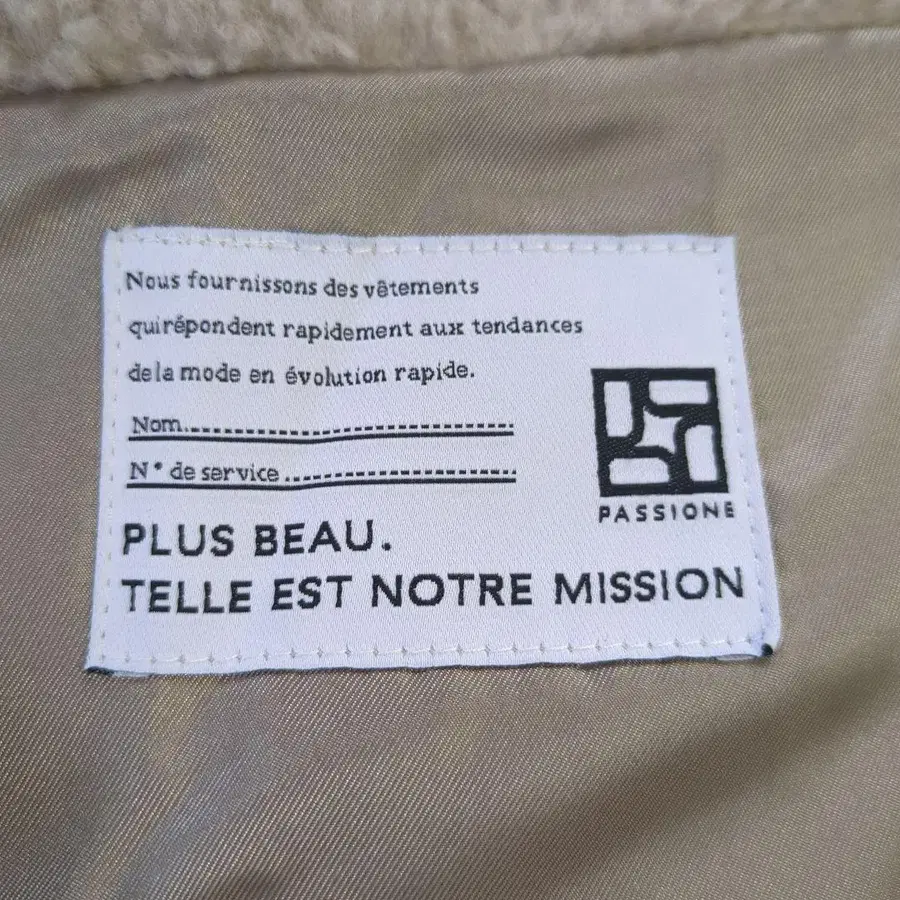 Nous fournissons des vêtements
quirépondent rapidement aux tendances
dela mode en évolution rapide.
Nom
N° de service
PASSIONE
PLUS BEAU.
TELLE EST NOTRE MISSION